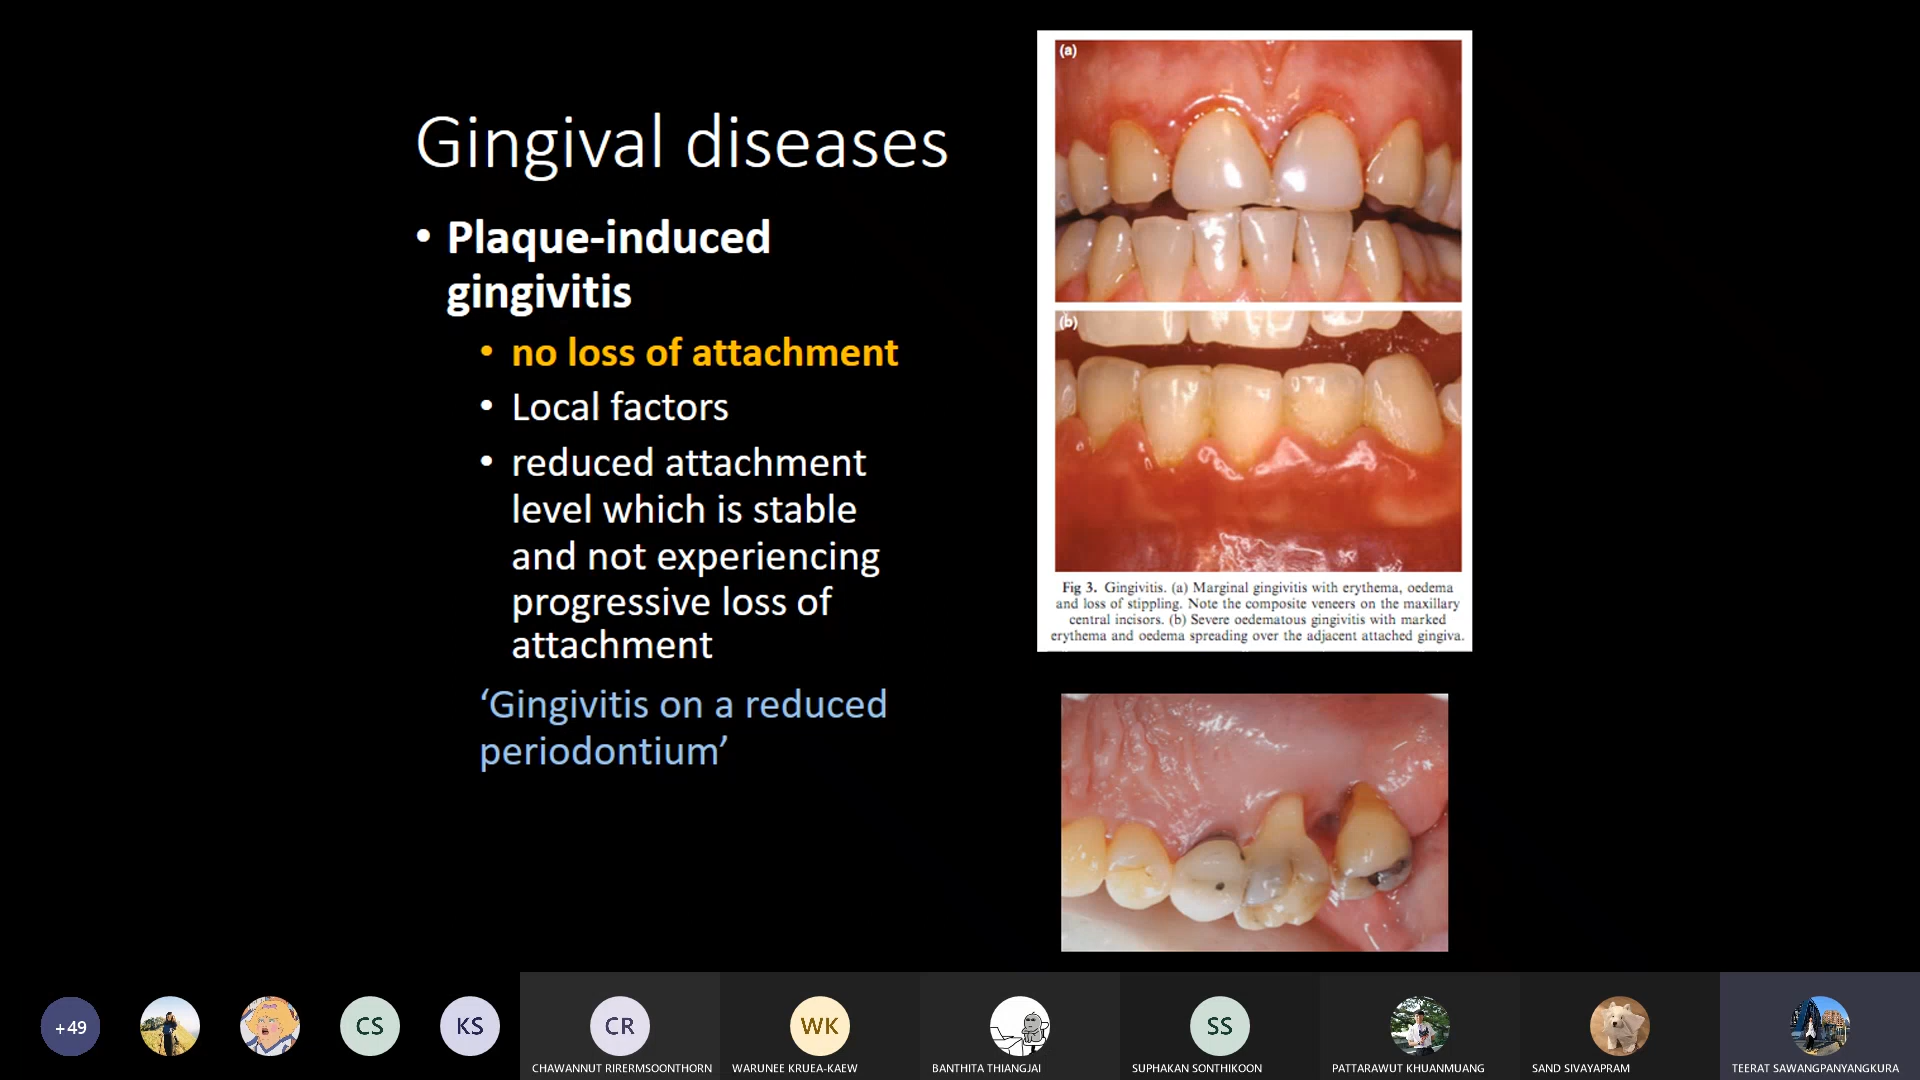 Gingival diseases
• Plaque-induced
gingivitis
• no loss of attachment
• Local factors
• reduced attachment
level which is stable
and not experiencing
progressive loss of
attachment
‘Gingivitis on a reduced
periodontium’
(a)
(b)
Fig 3. Gingivitis. (a) Marginal gingivitis with erythema, oedema
and loss of stippling. Note the composite veneers on the maxillary
central incisors. (b) Severe oedematous gingivitis with marked
erythema and oedema spreading over the adjacent attached gingiva.
+49
CS
KS
CR
WK
SS
CHAWANNUT RIRERMSOONTHORN
WARUNEE KRUEA-KAEW
BANTHITA THIANGJAI
SUPHAKAN SONTHIKOON
PATTARAWUT KHUANMUANG
SAND SIVAYAPRAM
TEERAT SAWANGPANYANGKURA